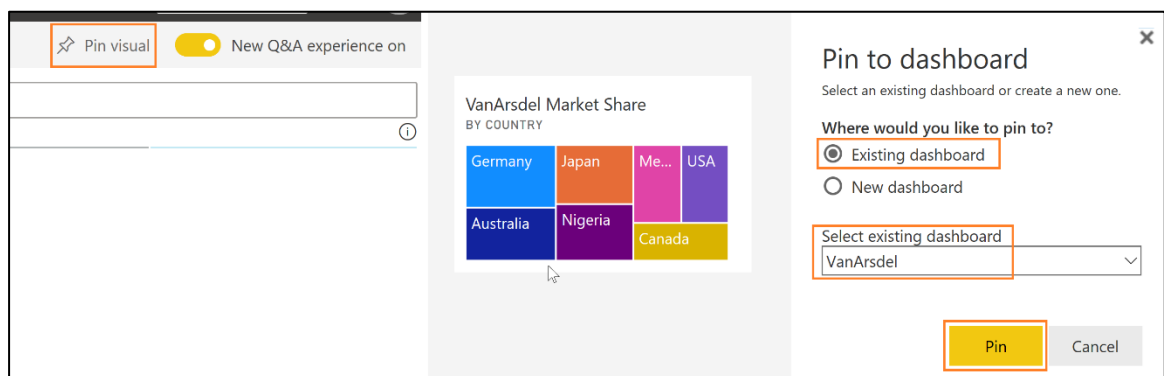 Pin visual
New Q&A experience on
VanArsdel Market Share
BY COUNTRY
Germany
Japan
Me...
USA
Australia
Nigeria
Canada
Pin to dashboard
Select an existing dashboard or create a new one.
Where would you like to pin to?
Existing dashboard
New dashboard
Select existing dashboard
VanArsdel
Pin
Cancel